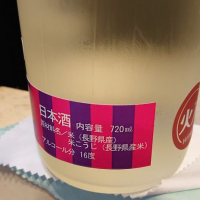 日本酒 内容量 720ml
原材料名／米(長野県産)
米こうじ(長野県産米)
アルコール分 16度
火